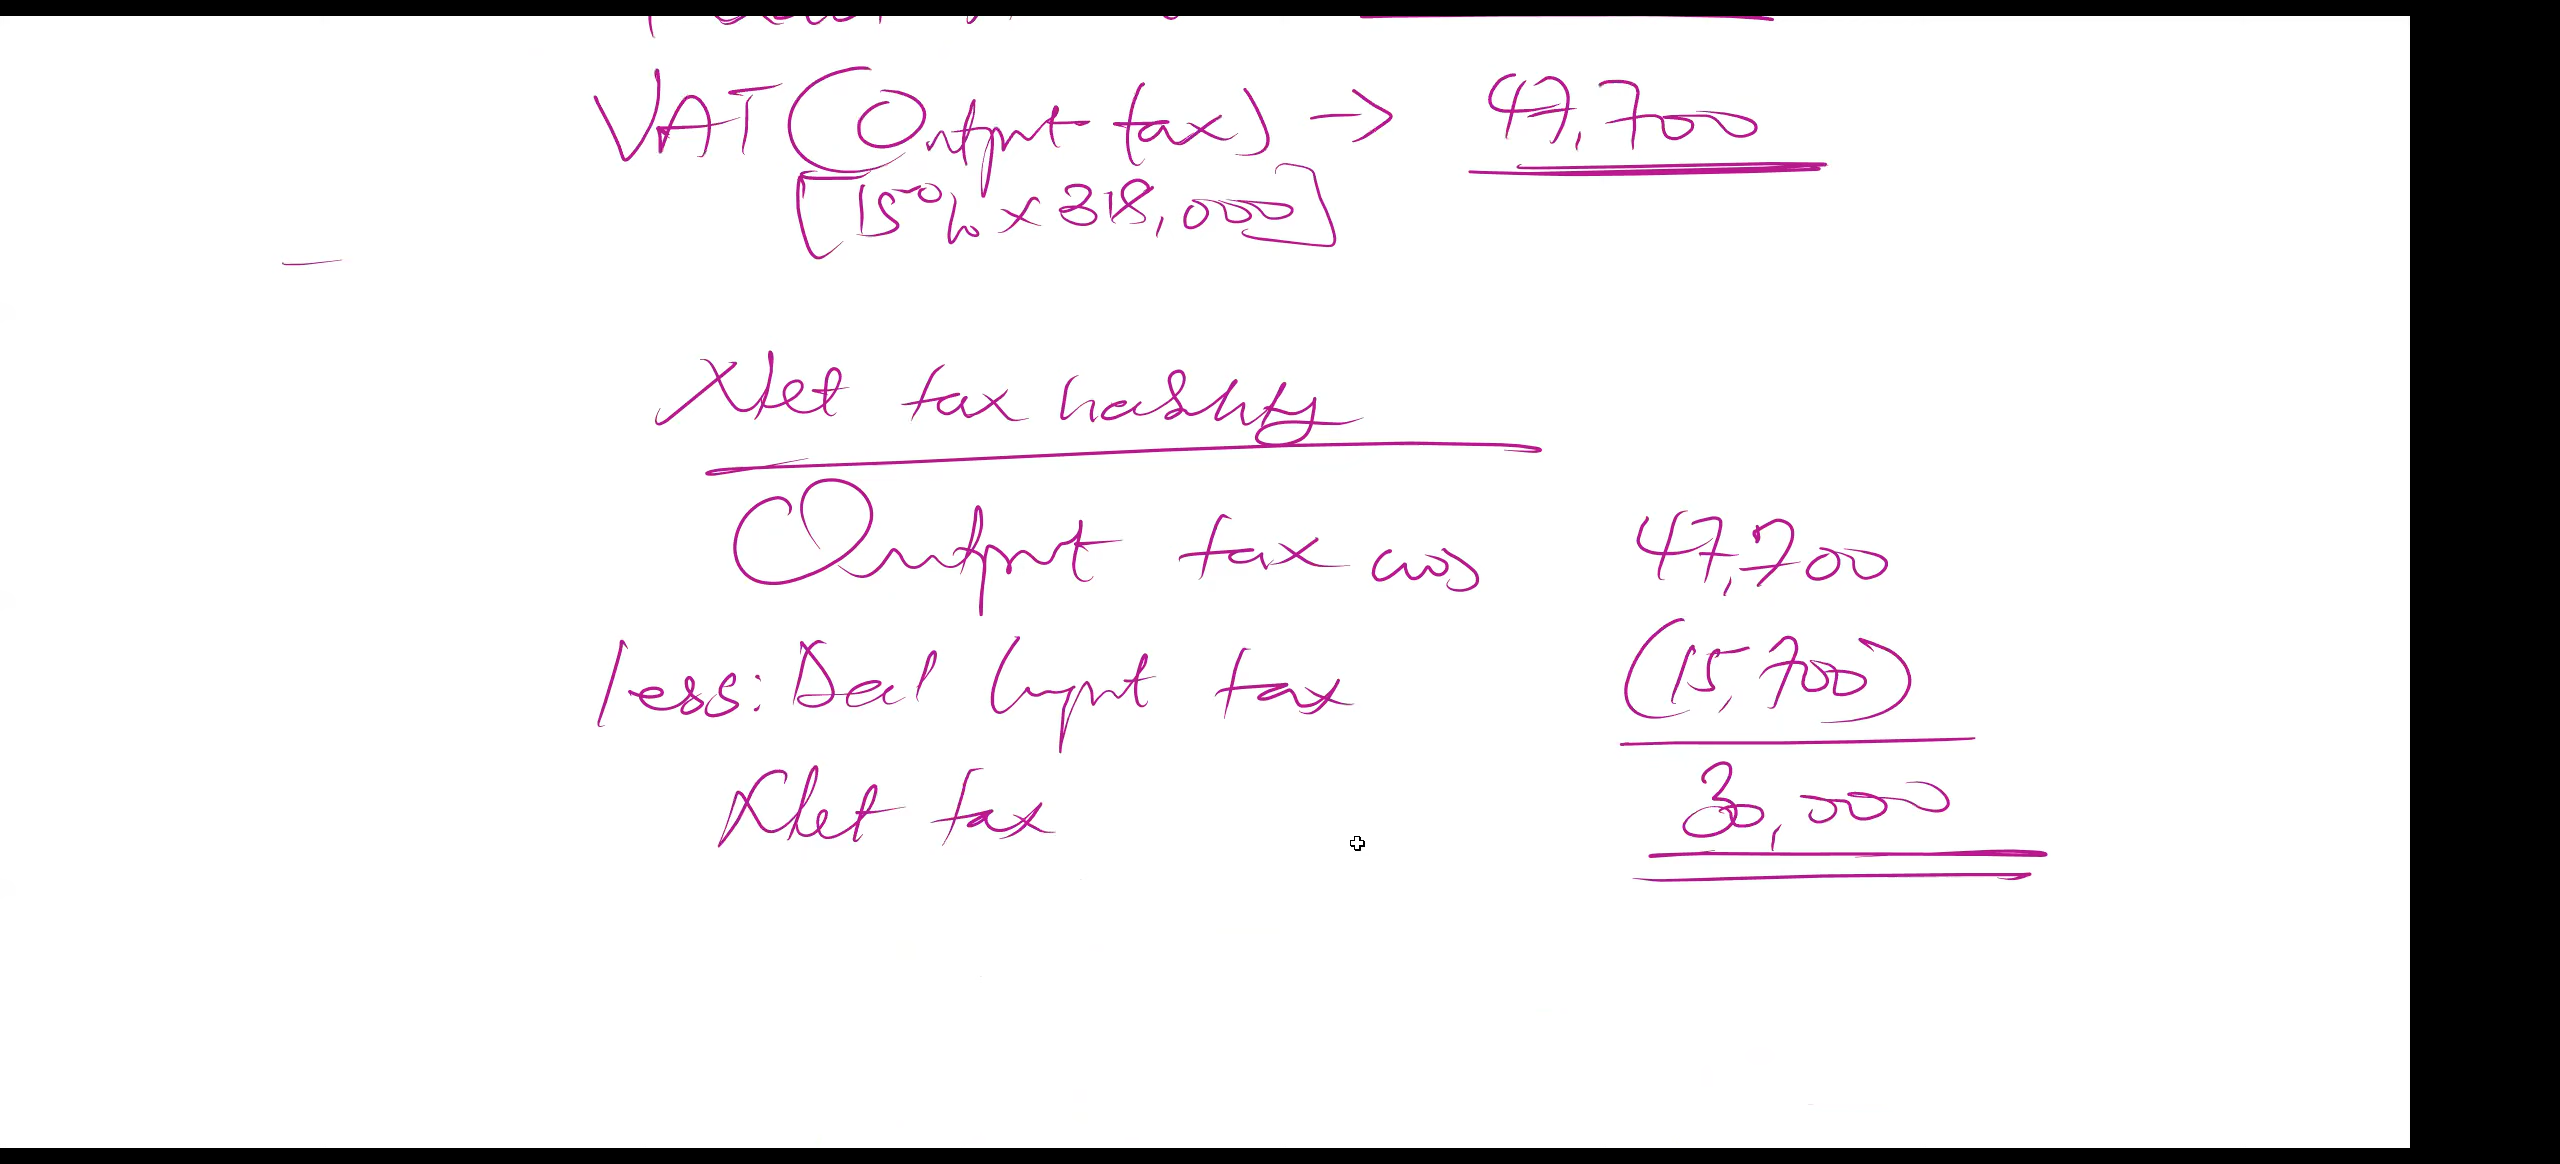 VAT (Output tax) → 47,700
[15% x 318,000]
Net tax liability
Output tax 47,700
less: Ded Input tax (15,700)
Net tax 30,000